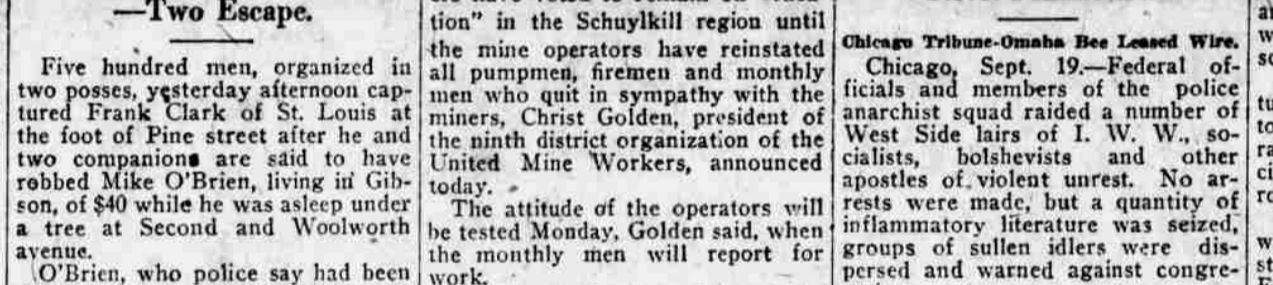 —Two Escape.
Five hundred men, organized in
two posses, yesterday afternoon cap-
tured Frank Clark of St. Louis at
the foot of Pine street after he and
two companions are said to have
robbed Mike O'Brien, living in Gib-
son, of $40 while he was asleep under
a tree at Second and Woolworth
avenue.
O'Brien, who police say had been
tion" in the Schuylkill region until
the mine operators have reinstated
all pumpmen, firemen and monthly
men who quit in sympathy with the
miners, Christ Golden, president of
the ninth district organization of the
United Mine Workers, announced
today.
The attitude of the operators will
be tested Monday, Golden said, when
the monthly men will report for
work.
Chicago Tribune-Omaha Bee Leased Wire.
Chicago, Sept. 19.—Federal of-
ficials and members of the police
anarchist squad raided a number of
West Side lairs of I. W. W., so-
cialists, bolshevists and other
apostles of violent unrest. No ar-
rests were made, but a quantity of
inflammatory literature was seized,
groups of sullen idlers were dis-
persed and warned against congre-